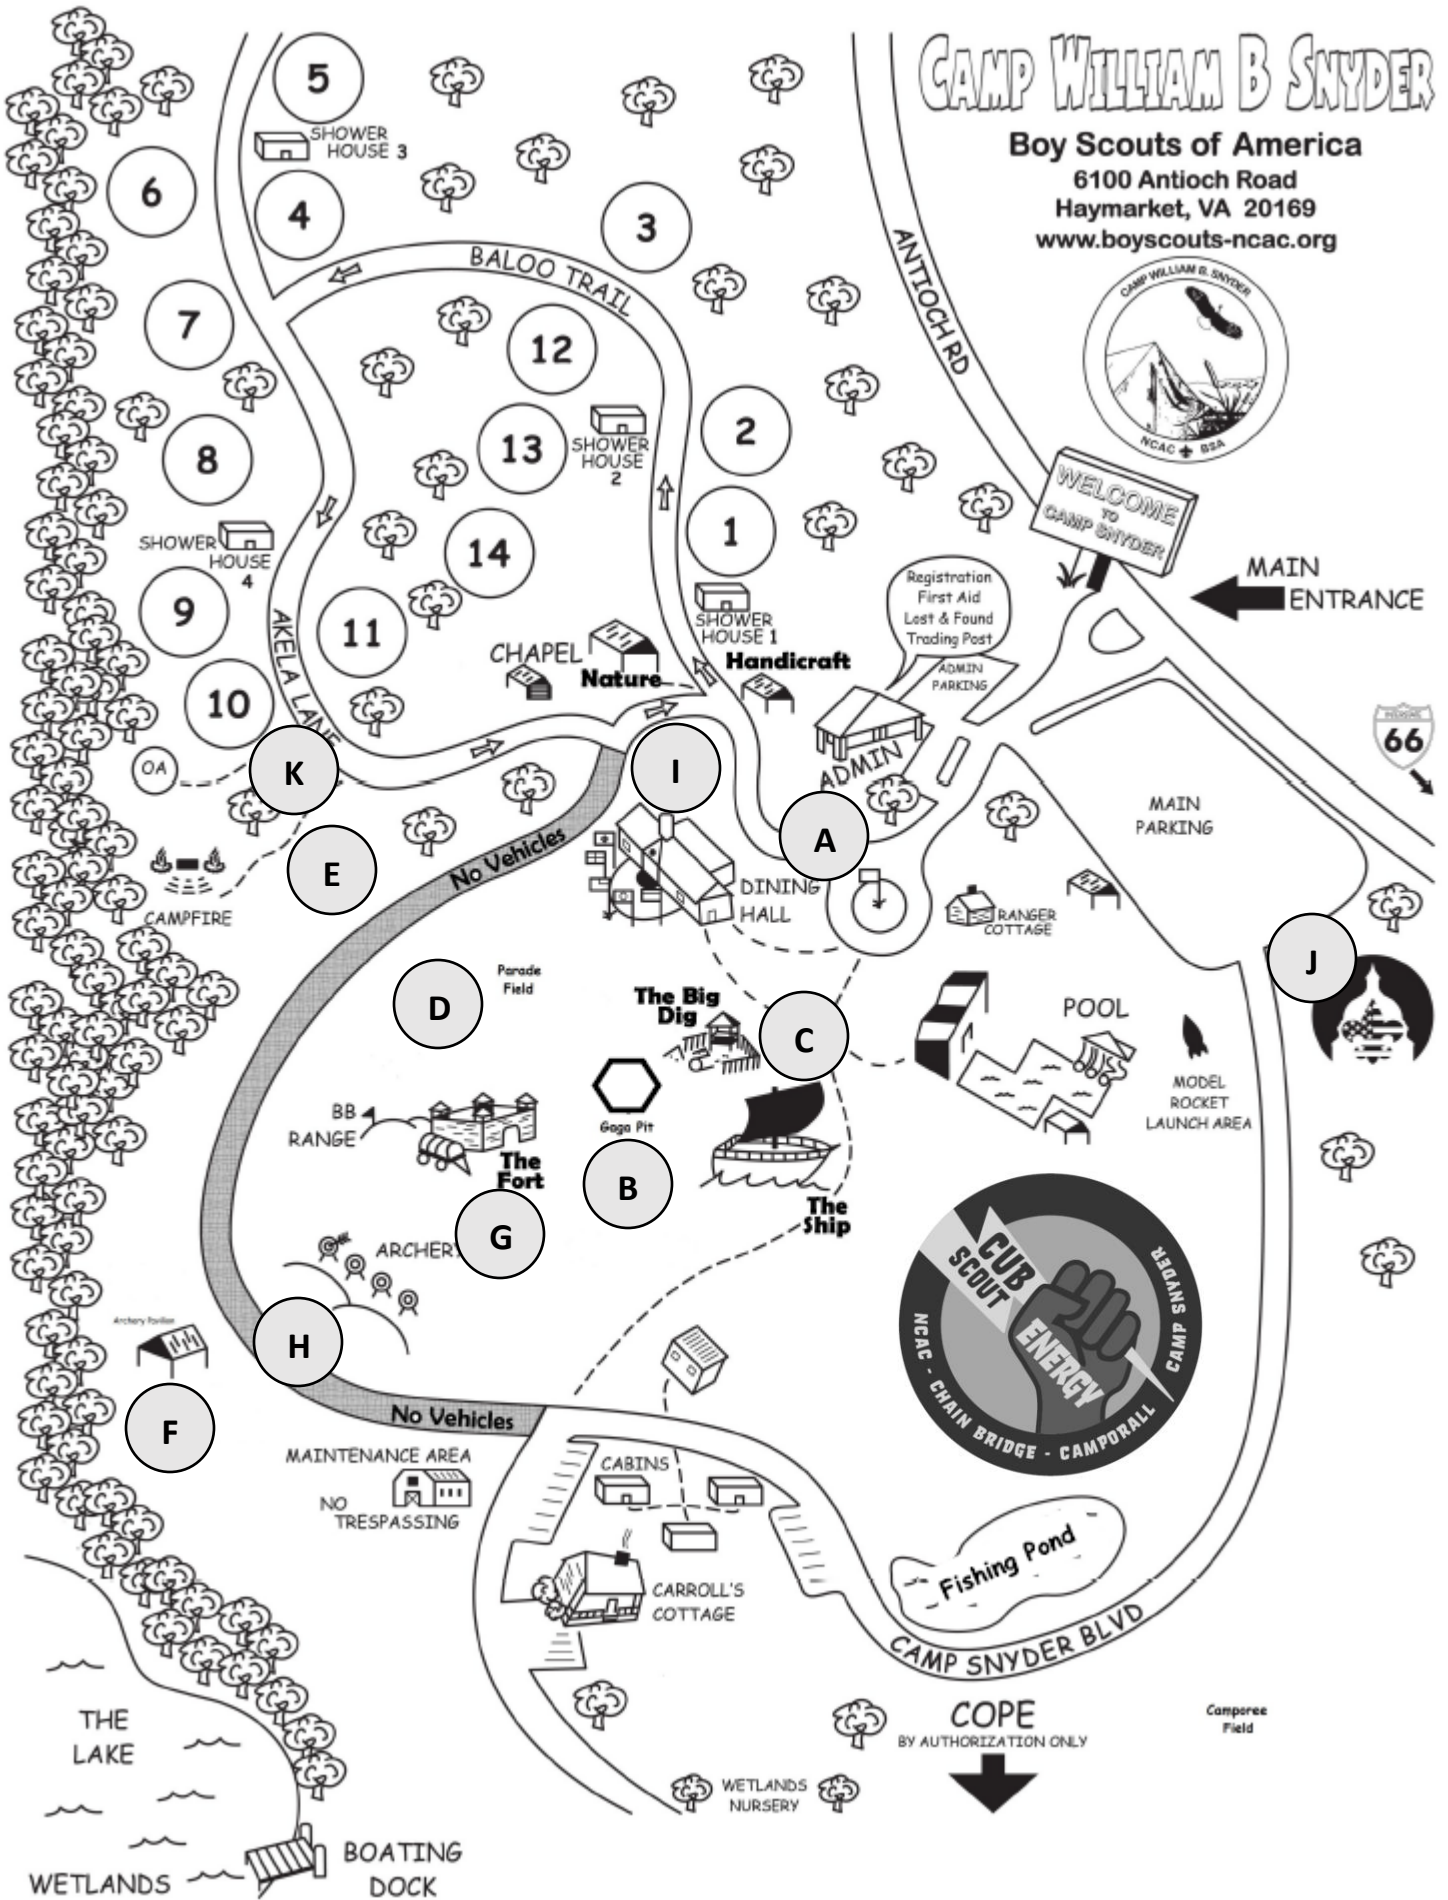 CAMP WILLIAM B SNYDER
Boy Scouts of America
6100 Antioch Road
Haymarket, VA 20169
www.boyscouts-ncac.org
CAMP WILLIAM B. SNYDER
NCAC BSA
5
SHOWER
HOUSE 3
6
4
3
BALOO TRAIL
ANTIOCH RD
7
12
2
13
SHOWER
HOUSE
2
8
WELCOME
TO
CAMP SNYDER
1
14
SHOWER
HOUSE
4
MAIN
ENTRANCE
Registration
First Aid
Lost & Found
Trading Post
9
11
AKELA LANE
SHOWER
HOUSE 1
CHAPEL
Nature
Handicraft
ADMIN
PARKING
10
66
OA
K
I
ADMIN
MAIN
PARKING
A
E
No Vehicles
DINING
HALL
CAMPFIRE
RANGER
COTTAGE
J
D
Parade
Field
The Big
Dig
C
POOL
BB
RANGE
Gaga Pit
MODEL
ROCKET
LAUNCH AREA
The
Fort
B
The
Ship
G
ARCHER
CUB
SCOUT
ENERGY
NCAC - CHAIN BRIDGE - CAMPORALL
CAMP SNYDER
Archery Pavilion
H
F
No Vehicles
MAINTENANCE AREA
NO
TRESPASSING
CABINS
Fishing Pond
CARROLL'S
COTTAGE
CAMP SNYDER BLVD
THE
LAKE
COPE
BY AUTHORIZATION ONLY
Camporee
Field
WETLANDS
NURSERY
BOATING
DOCK
WETLANDS